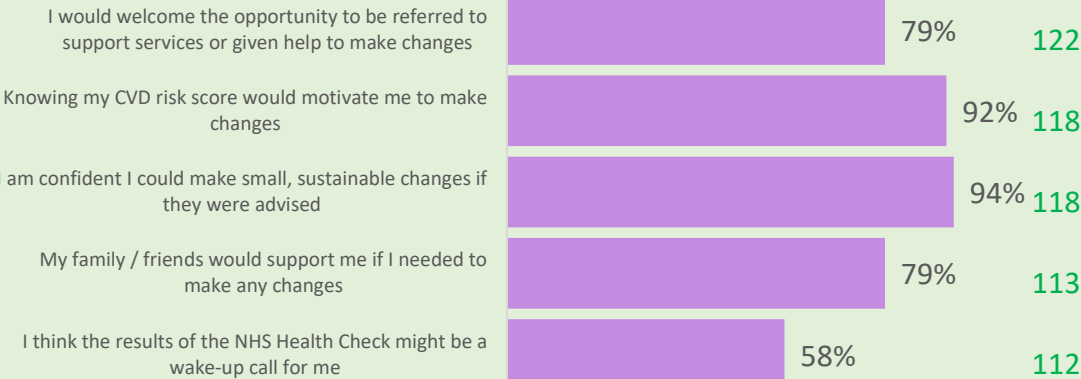 I would welcome the opportunity to be referred to
support services or given help to make changes
79%
122
Knowing my CVD risk score would motivate me to make
changes
92%
118
I am confident I could make small, sustainable changes if
they were advised
94%
118
My family / friends would support me if I needed to
make any changes
79%
113
I think the results of the NHS Health Check might be a
wake-up call for me
58%
112